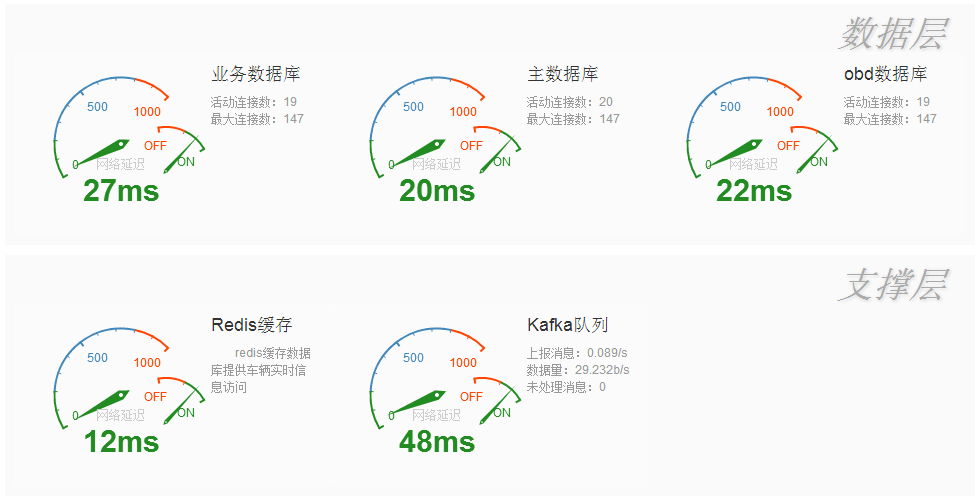 数据层
业务数据库
活动连接数：19
最大连接数：147
500
1000
OFF
ON
0
网络延迟
27ms
主数据库
活动连接数：20
最大连接数：147
500
1000
OFF
ON
0
网络延迟
20ms
obd数据库
活动连接数：19
最大连接数：147
500
1000
OFF
ON
0
网络延迟
22ms
支撑层
Redis缓存
redis缓存数据
库提供车辆实时信
息访问
500
1000
OFF
ON
0
网络延迟
12ms
Kafka队列
上报消息：0.089/s
数据量：29.232b/s
未处理消息：0
500
1000
OFF
ON
0
网络延迟
48ms